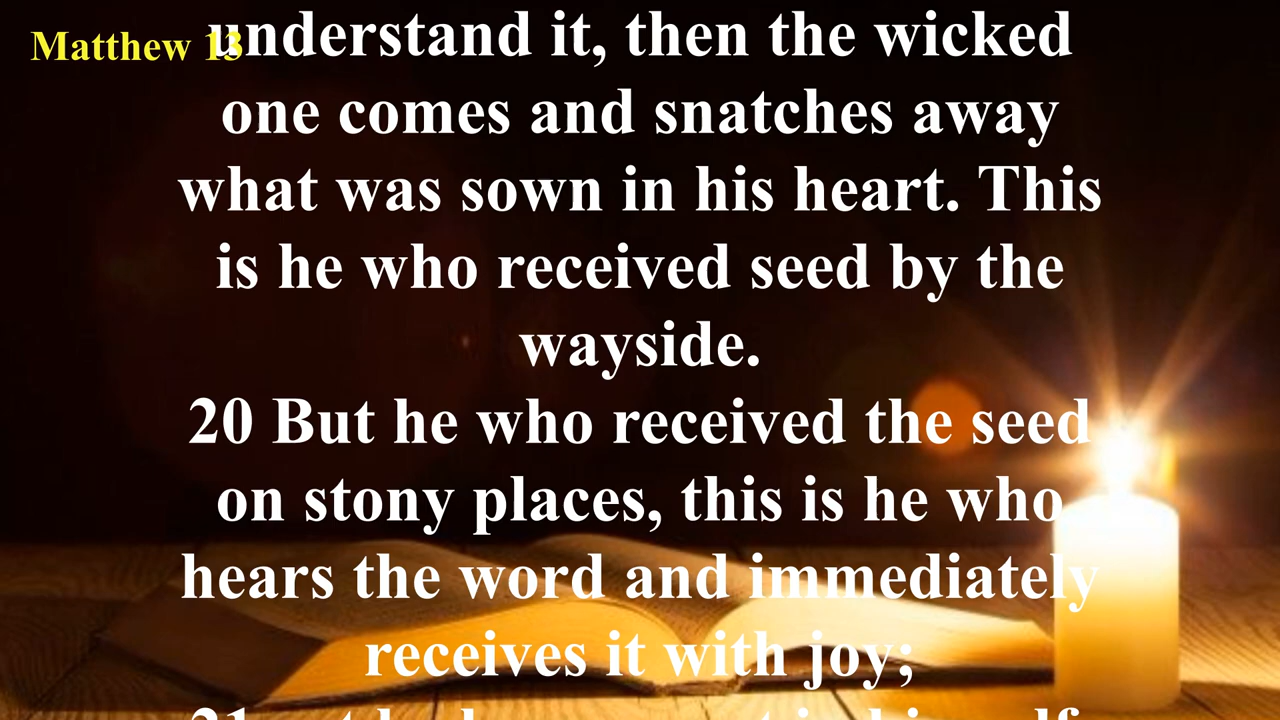 Matthew 13
understand it, then the wicked
one comes and snatches away
what was sown in his heart. This
is he who received seed by the
wayside.
20 But he who received the seed
on stony places, this is he who
hears the word and immediately
receives it with joy;